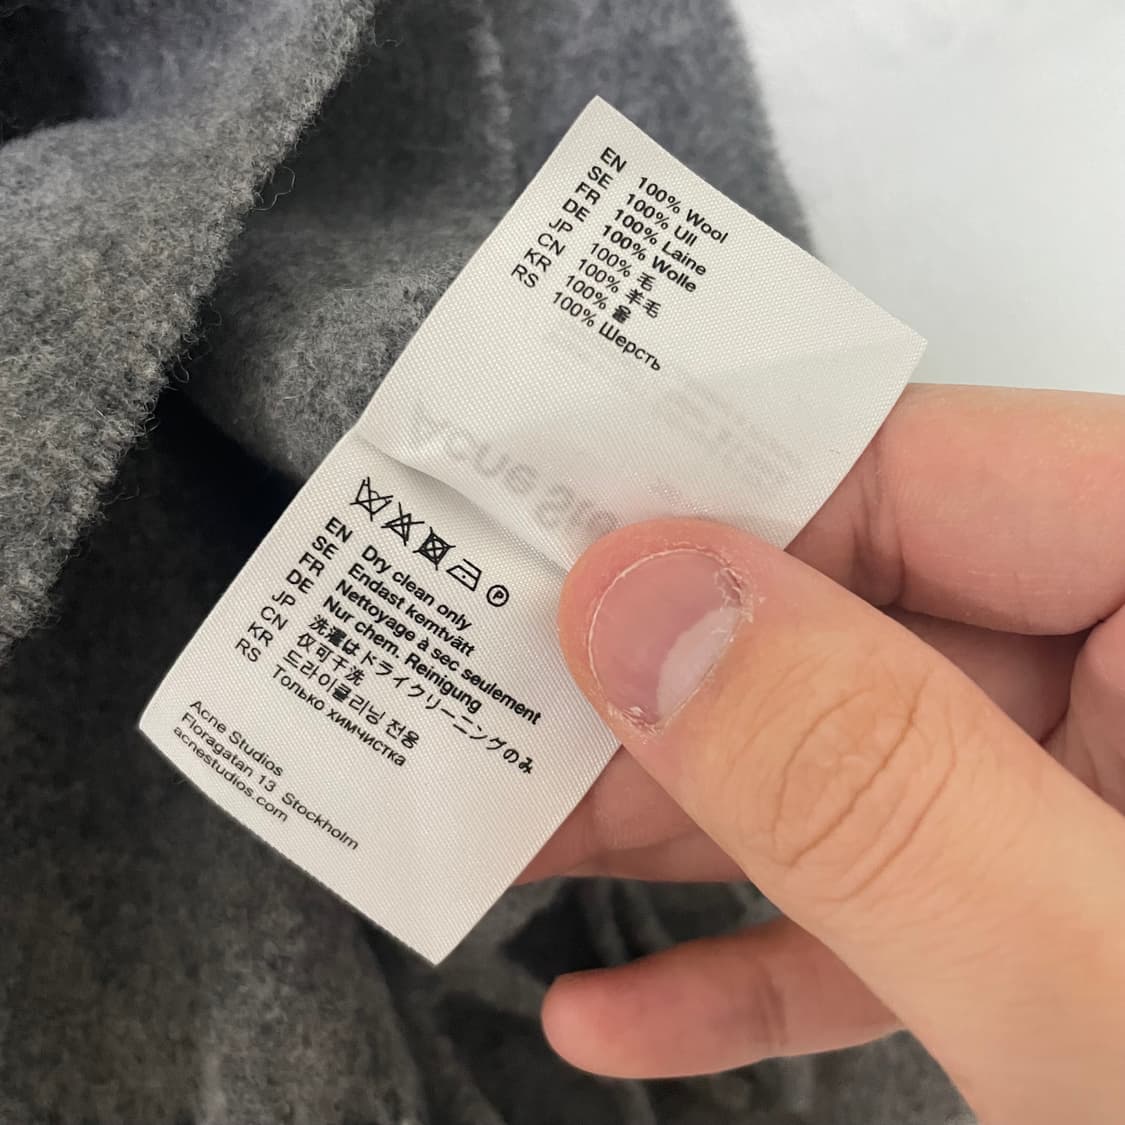 EN 100% Wool
SE 100% Ull
FR 100% Laine
DE 100% Wolle
JP 100% 毛
CN 100% 羊毛
KR 100% 울
RS 100% Шерсть
Acne
P
EN Dry clean only
SE Endast kemtvätt
FR Nettoyage à sec seulement
DE Nur chem. Reinigung
JP 洗濯はドライクリーニングのみ
CN 仅可干洗
KR 드라이클리닝 전용
RS Только химчистка
Acne Studios
Floragatan 13 Stockholm
acnestudios.com